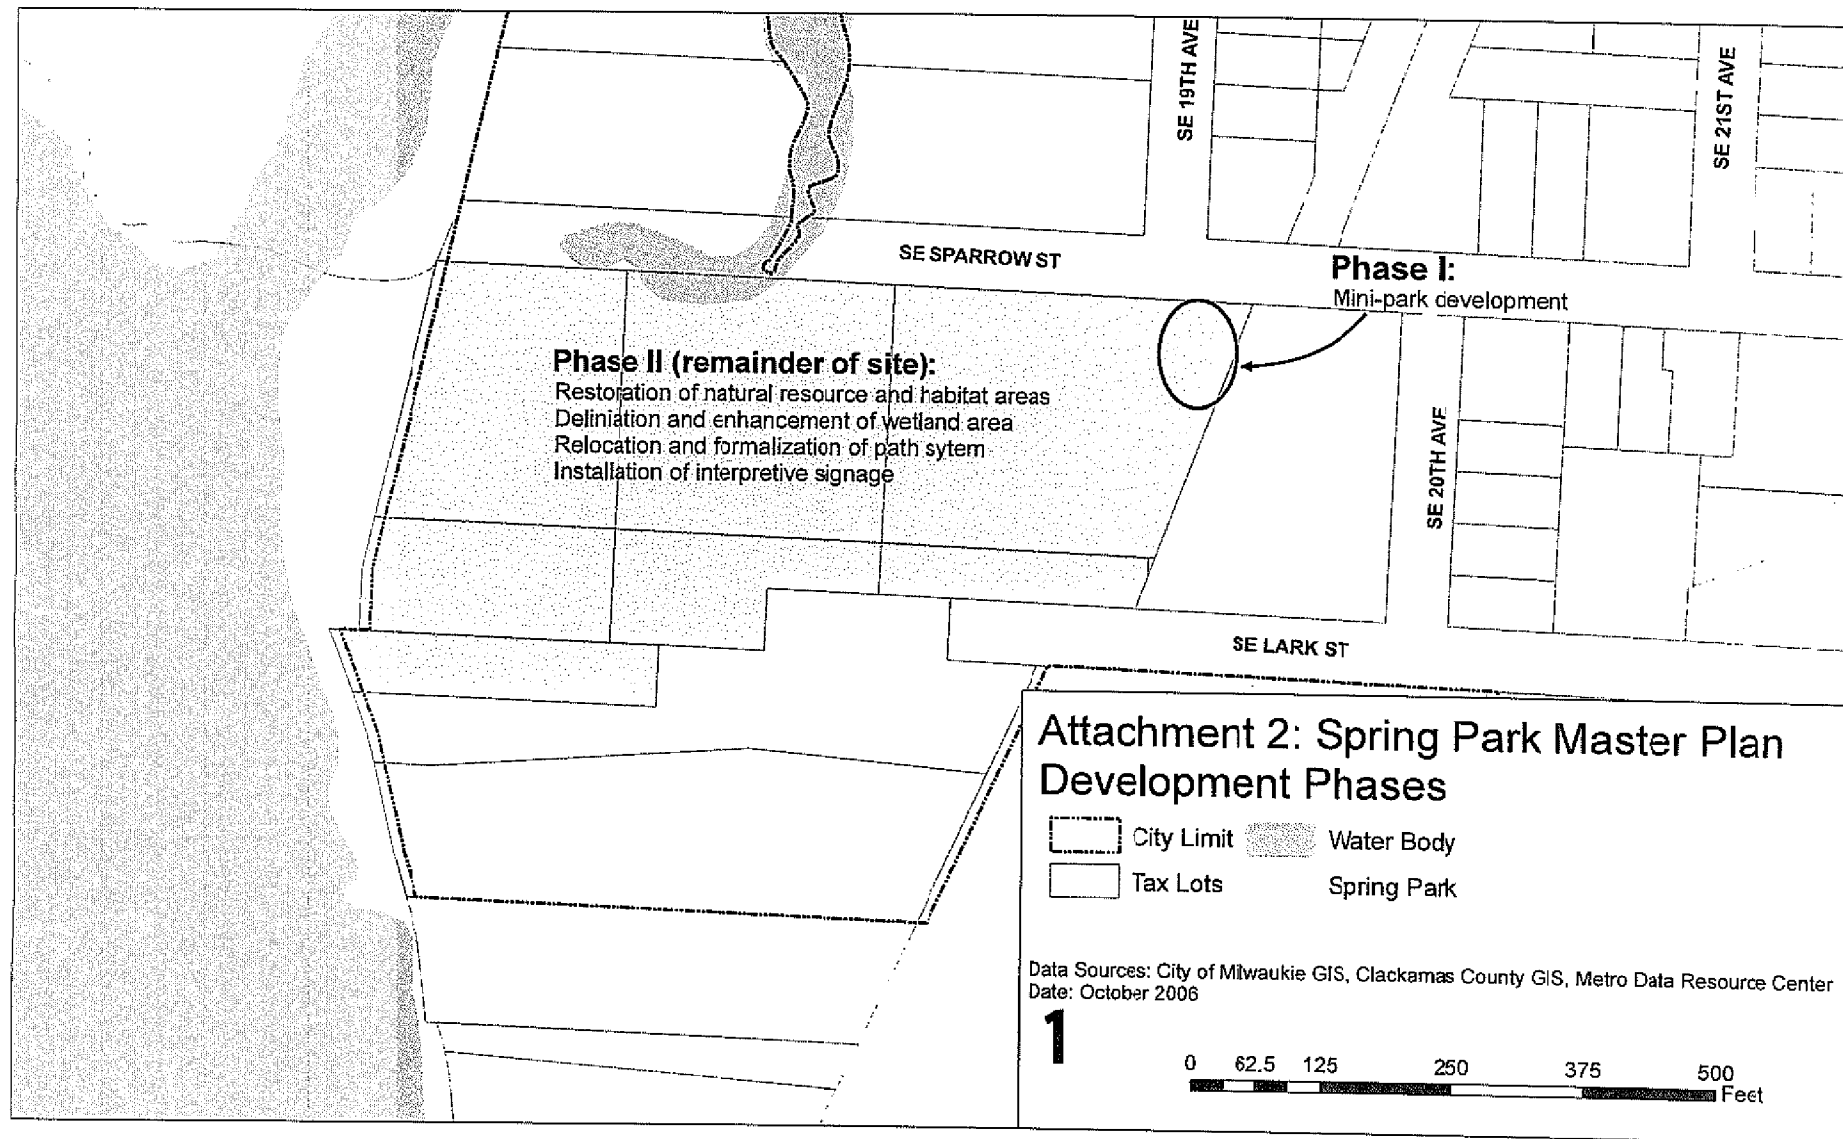 SE 19TH AVE
SE 21ST AVE
SE SPARROW ST
Phase I:
Mini-park development
Phase II (remainder of site):
Restoration of natural resource and habitat areas
Deliniation and enhancement of wetland area
Relocation and formalization of path sytem
Installation of interpretive signage
SE 20TH AVE
SE LARK ST
Attachment 2: Spring Park Master Plan
Development Phases
City Limit Water Body
Tax Lots Spring Park
Data Sources: City of Milwaukie GIS, Clackamas County GIS, Metro Data Resource Center
Date: October 2006
1
0 62.5 125 250 375 500
Feet